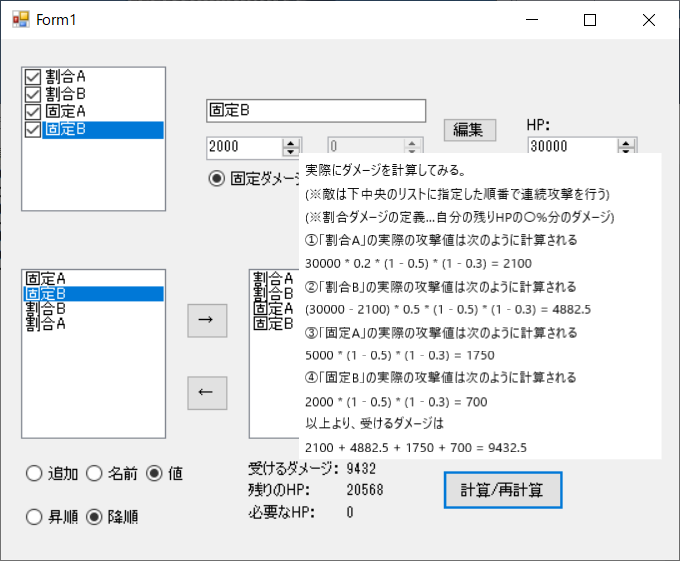 Form1
割合A
割合B
固定A
固定B
固定B
2000
0
編集
HP:
30000
固定ダメージ
実際にダメージを計算してみる。
(※敵は下中央のリストに指定した順番で連続攻撃を行う)
(※割合ダメージの定義…自分の残りHPの〇%分のダメージ)
①「割合A」の実際の攻撃値は次のように計算される
30000 * 0.2 * (1 - 0.5) * (1 - 0.3) = 2100
②「割合B」の実際の攻撃値は次のように計算される
(30000 - 2100) * 0.5 * (1 - 0.5) * (1 - 0.3) = 4882.5
③「固定A」の実際の攻撃値は次のように計算される
5000 * (1 - 0.5) * (1 - 0.3) = 1750
④「固定B」の実際の攻撃値は次のように計算される
2000 * (1 - 0.5) * (1 - 0.3) = 700
以上より、受けるダメージは
2100 + 4882.5 + 1750 + 700 = 9432.5
固定A
固定B
割合B
割合A
→
←
割合A
割合B
固定A
固定B
追加 名前 値
昇順 降順
受けるダメージ: 9432
残りのHP: 20568
必要なHP: 0
計算/再計算